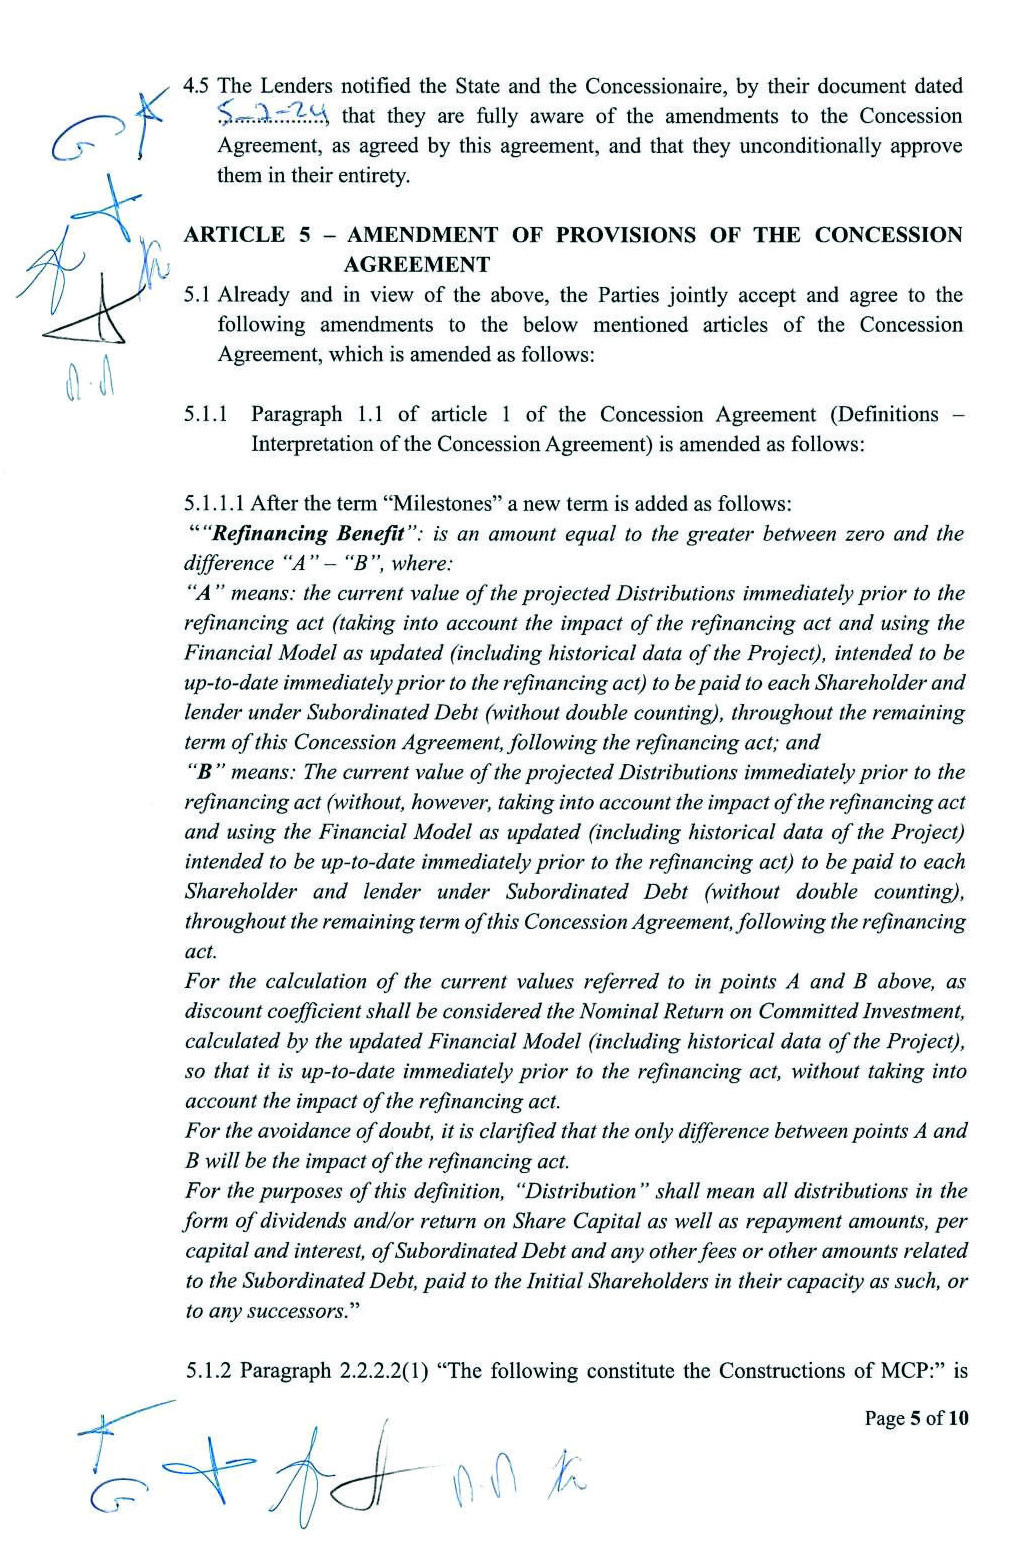 4.5 The Lenders notified the State and the Concessionaire, by their document dated
5-2-24, that they are fully aware of the amendments to the Concession
Agreement, as agreed by this agreement, and that they unconditionally approve
them in their entirety.
ARTICLE 5 – AMENDMENT OF PROVISIONS OF THE CONCESSION
AGREEMENT
5.1 Already and in view of the above, the Parties jointly accept and agree to the
following amendments to the below mentioned articles of the Concession
Agreement, which is amended as follows:
5.1.1 Paragraph 1.1 of article 1 of the Concession Agreement (Definitions –
Interpretation of the Concession Agreement) is amended as follows:
5.1.1.1 After the term “Milestones” a new term is added as follows:
““Refinancing Benefit”: is an amount equal to the greater between zero and the
difference “A” – “B”, where:
“A” means: the current value of the projected Distributions immediately prior to the
refinancing act (taking into account the impact of the refinancing act and using the
Financial Model as updated (including historical data of the Project), intended to be
up-to-date immediately prior to the refinancing act) to be paid to each Shareholder and
lender under Subordinated Debt (without double counting), throughout the remaining
term of this Concession Agreement, following the refinancing act; and
“B” means: The current value of the projected Distributions immediately prior to the
refinancing act (without, however, taking into account the impact of the refinancing act
and using the Financial Model as updated (including historical data of the Project)
intended to be up-to-date immediately prior to the refinancing act) to be paid to each
Shareholder and lender under Subordinated Debt (without double counting),
throughout the remaining term of this Concession Agreement, following the refinancing
act.
For the calculation of the current values referred to in points A and B above, as
discount coefficient shall be considered the Nominal Return on Committed Investment,
calculated by the updated Financial Model (including historical data of the Project),
so that it is up-to-date immediately prior to the refinancing act, without taking into
account the impact of the refinancing act.
For the avoidance of doubt, it is clarified that the only difference between points A and
B will be the impact of the refinancing act.
For the purposes of this definition, “Distribution” shall mean all distributions in the
form of dividends and/or return on Share Capital as well as repayment amounts, per
capital and interest, of Subordinated Debt and any other fees or other amounts related
to the Subordinated Debt, paid to the Initial Shareholders in their capacity as such, or
to any successors.”
5.1.2 Paragraph 2.2.2.2(1) “The following constitute the Constructions of MCP:” is
Page 5 of 10